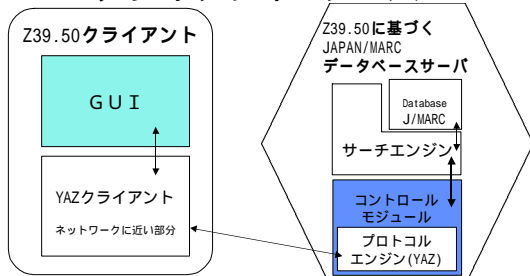 Z39.50クライアント
GUI
YAZクライアント
ネットワークに近い部分
Z39.50に基づく
JAPAN/MARC
データベースサーバ
Database
J/MARC
サーチエンジン
コントロール
モジュール
プロトコル
エンジン(YAZ)